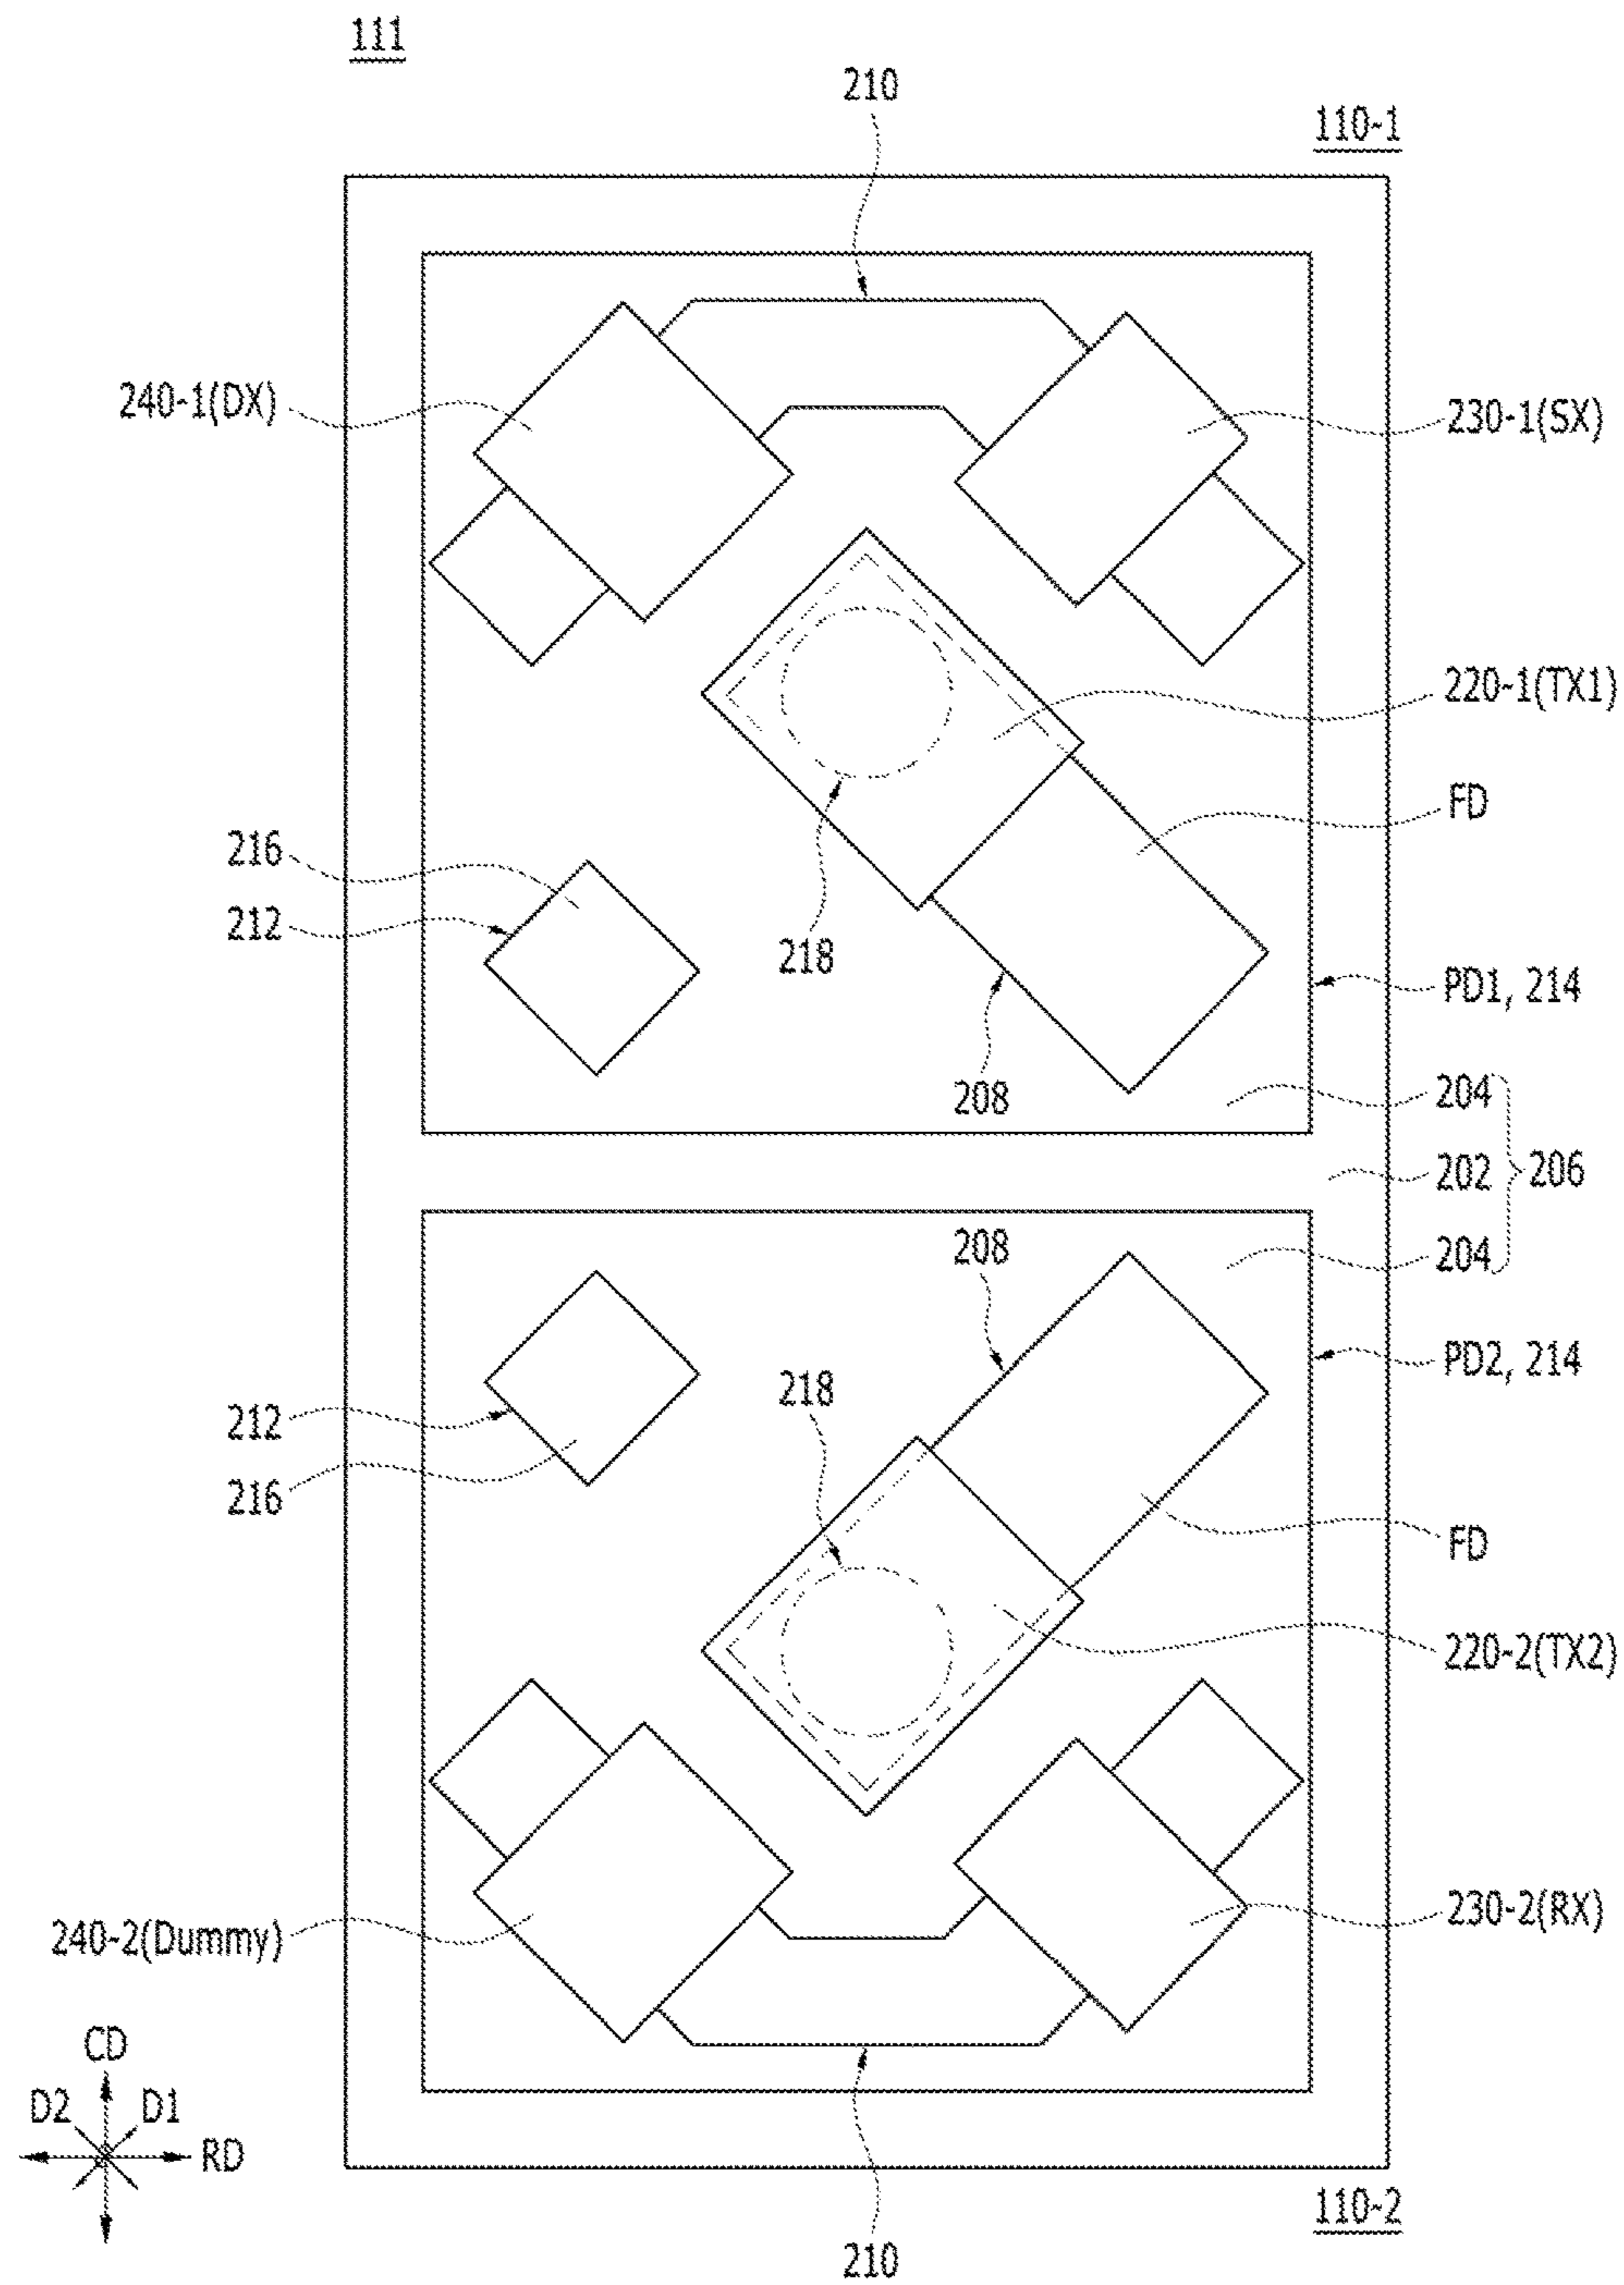 111
210
110-1
240-1(DX)
230-1(SX)
220-1(TX1)
FD
216
212
218
PD1, 214
208
204
202
206
204
208
PD2, 214
218
212
216
FD
220-2(TX2)
240-2(Dummy)
230-2(RX)
CD
D2
D1
RD
110-2
210